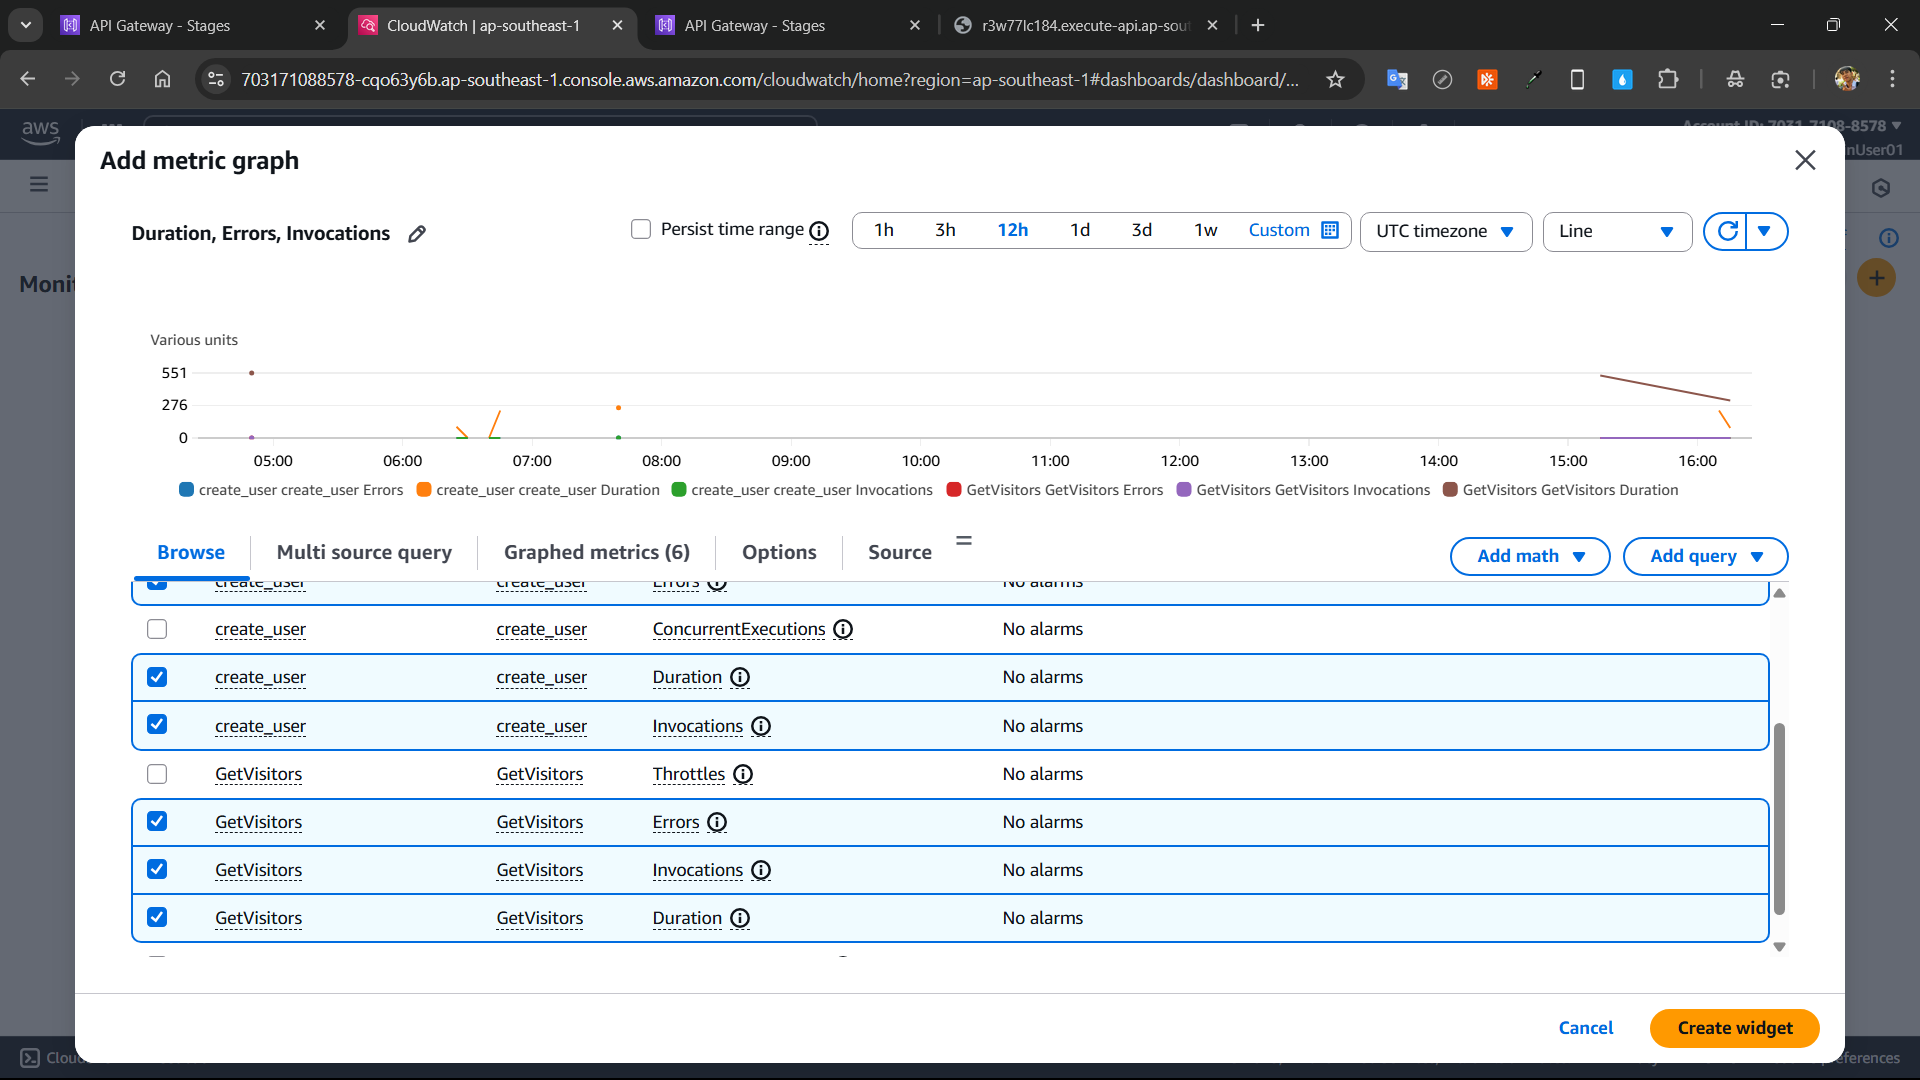 API Gateway - Stages
CloudWatch | ap-southeast-1
API Gateway - Stages
r3w77lc184.execute-api.ap-sout
703171088578-cqo63y6b.ap-southeast-1.console.aws.amazon.com/cloudwatch/home?region=ap-southeast-1#dashboards/dashboard/...
aws
Account ID: 7031-7108-8578
nUser01
Monit
Add metric graph
Duration, Errors, Invocations
Persist time range
1h 3h 12h 1d 3d 1w Custom
UTC timezone
Line
Various units
551
276
0
05:00 06:00 07:00 08:00 09:00 10:00 11:00 12:00 13:00 14:00 15:00 16:00
create_user create_user Errors create_user create_user Duration create_user create_user Invocations GetVisitors GetVisitors Errors GetVisitors GetVisitors Invocations GetVisitors GetVisitors Duration
Browse Multi source query Graphed metrics (6) Options Source = Add math Add query
create_user create_user Errors No alarms
create_user create_user ConcurrentExecutions No alarms
create_user create_user Duration No alarms
create_user create_user Invocations No alarms
GetVisitors GetVisitors Throttles No alarms
GetVisitors GetVisitors Errors No alarms
GetVisitors GetVisitors Invocations No alarms
GetVisitors GetVisitors Duration No alarms
Cancel Create widget
Clou
eferences